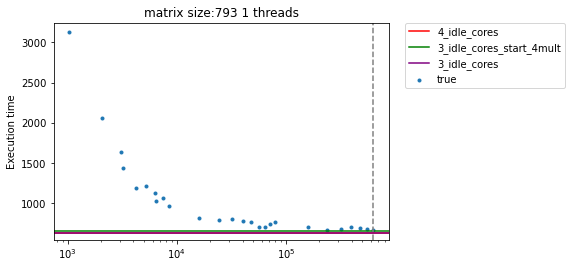 matrix size:793 1 threads
Execution time
3000
2500
2000
1500
1000
10³
10⁴
10⁵
4_idle_cores
3_idle_cores_start_4mult
3_idle_cores
true